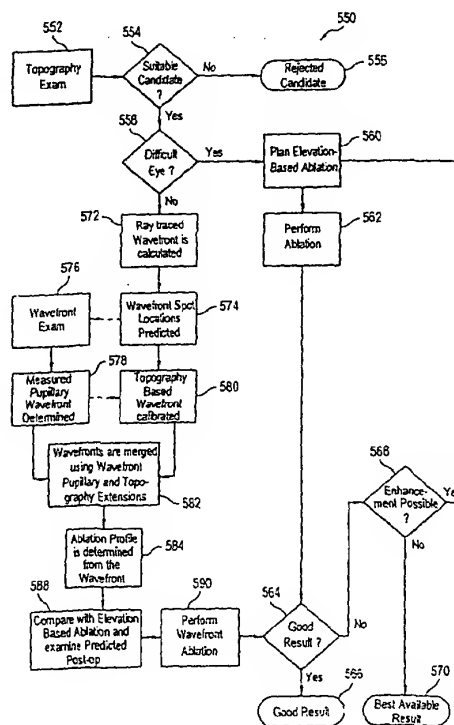 552
554
550
Topography
Exam
Suitable
Candidate
?
No
Rejected
Candidate
555
Yes
558
Difficult
Eye ?
Yes
Plan Elevation-
Based Ablation
560
No
572
Ray traced
Wavefront is
calculated
562
Perform
Ablation
576
Wavefront
Exam
Wavefront Spot
Locations
Predicted
574
578
Measured
Pupillary
Wavefront
Determined
Topography
Based
Wavefront
calibrated
580
Wavefronts are merged
using Wavefront
Pupillary and Topo-
graphy Extensions
582
568
Enhance-
ment Possible
?
Yes
No
Ablation Profile
is determined
from the
Wavefront
584
588
Compare with Elevation
Based Ablation and
examine Predicted
Post-op
590
Perform
Wavefront
Ablation
564
Good
Result ?
No
Yes
566
Good Result
570
Best Available
Result